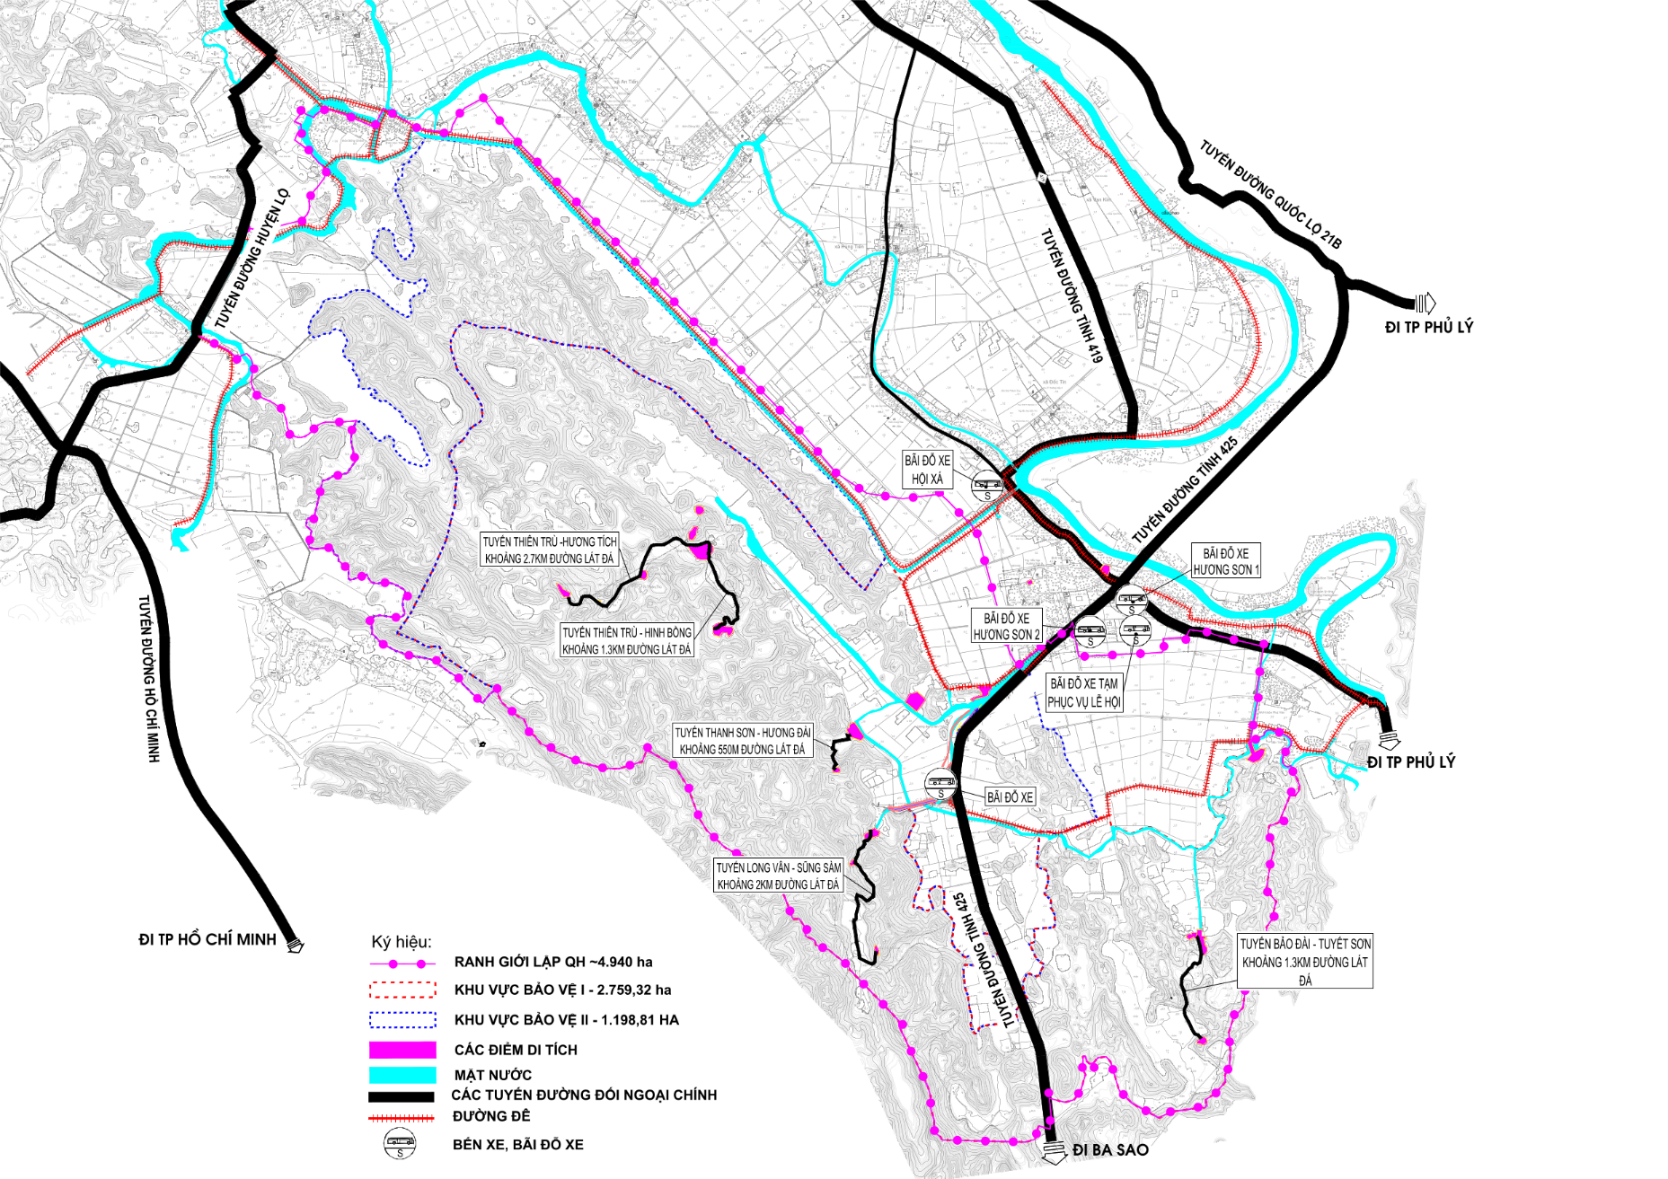 TUYẾN ĐƯỜNG QUỐC LỘ 21B
ĐI TP PHỦ LÝ
TUYẾN ĐƯỜNG HUYỆN LỘ
TUYẾN ĐƯỜNG TỈNH 419
TUYẾN ĐƯỜNG TỈNH 425
BÃI ĐỖ XE
HỘI XÁ
BÃI ĐỖ XE
HƯƠNG SƠN 1
TUYẾN THIÊN TRÙ -HƯƠNG TÍCH
KHOẢNG 2.7KM ĐƯỜNG LÁT ĐÁ
TUYẾN THIÊN TRÙ - HINH BỒNG
KHOẢNG 1.3KM ĐƯỜNG LÁT ĐÁ
BÃI ĐỖ XE
HƯƠNG SƠN 2
BÃI ĐỖ XE TẠM
PHỤC VỤ LỄ HỘI
TUYẾN ĐƯỜNG HỒ CHÍ MINH
TUYẾN THANH SƠN - HƯƠNG ĐÀI
KHOẢNG 550M ĐƯỜNG LÁT ĐÁ
ĐI TP PHỦ LÝ
BÃI ĐỖ XE
TUYẾN LONG VÂN - SŨNG SÀM
KHOẢNG 2KM ĐƯỜNG LÁT ĐÁ
TUYẾN ĐƯỜNG TỈNH 425
TUYẾN BẢO ĐÀI - TUYẾT SƠN
KHOẢNG 1.3KM ĐƯỜNG LÁT
ĐÁ
ĐI TP HỒ CHÍ MINH
Ký hiệu:
RANH GIỚI LẬP QH ~4.940 ha
KHU VỰC BẢO VỆ I - 2.759,32 ha
KHU VỰC BẢO VỆ II - 1.198,81 HA
CÁC ĐIỂM DI TÍCH
MẶT NƯỚC
CÁC TUYẾN ĐƯỜNG ĐỐI NGOẠI CHÍNH
ĐƯỜNG ĐÊ
BẾN XE, BÃI ĐỖ XE
S
S
S
S
S
S
ĐI BA SAO